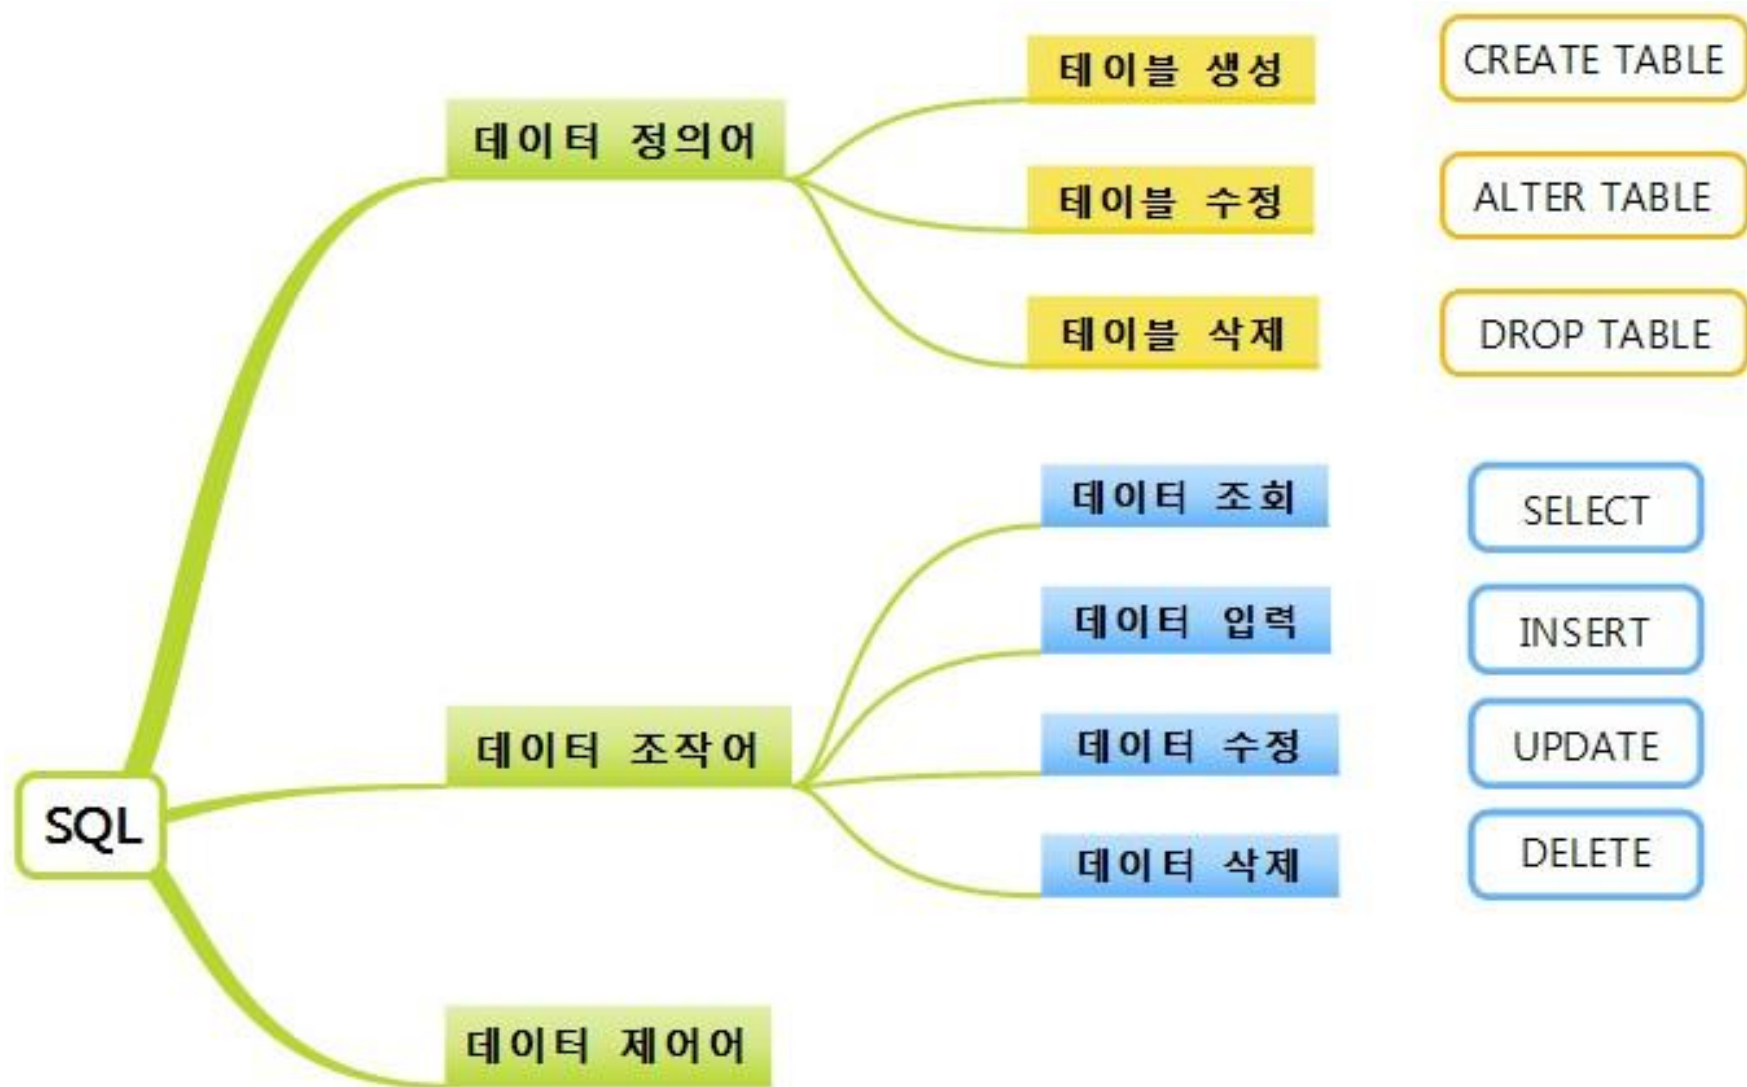 테이블 생성
CREATE TABLE
데이터 정의어
테이블 수정
ALTER TABLE
테이블 삭제
DROP TABLE
데이터 조회
SELECT
데이터 입력
INSERT
데이터 조작어
데이터 수정
UPDATE
SQL
데이터 삭제
DELETE
데이터 제어어